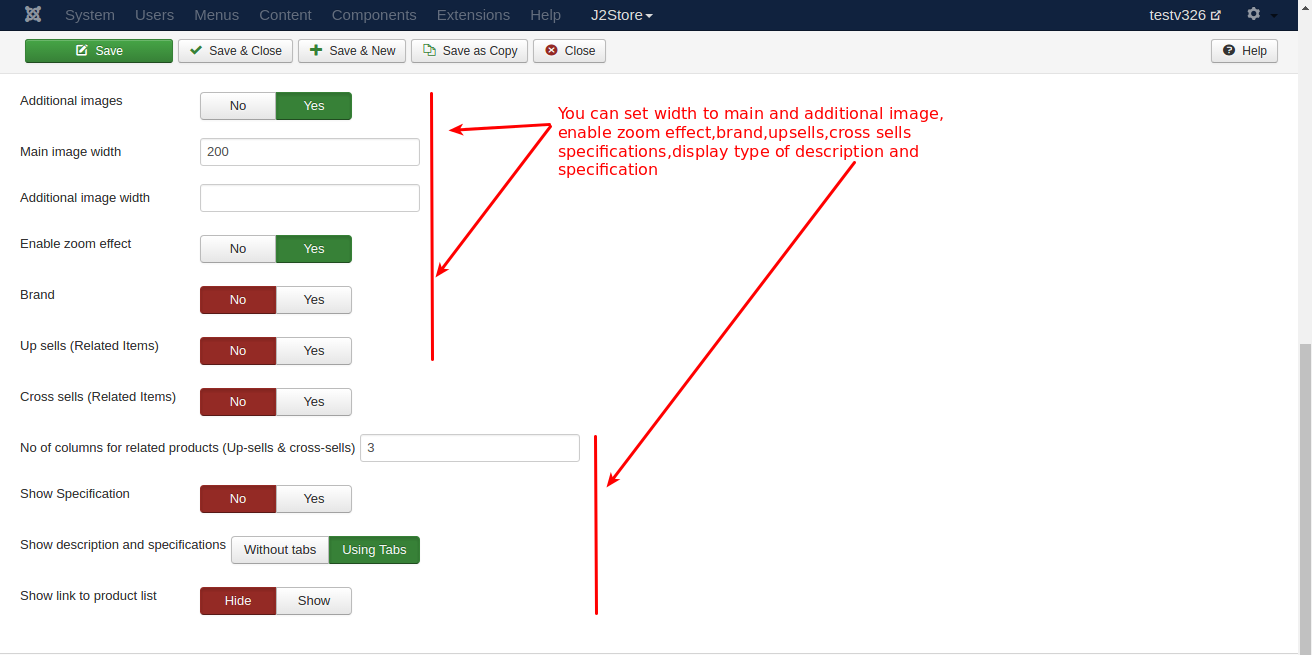 System Users Menus Content Components Extensions Help J2Store testv326
Save Save & Close Save & New Save as Copy Close Help
Additional images No Yes
You can set width to main and additional image,
enable zoom effect,brand,upsells,cross sells
specifications,display type of description and
specification
Main image width 200
Additional image width
Enable zoom effect No Yes
Brand No Yes
Up sells (Related Items) No Yes
Cross sells (Related Items) No Yes
No of columns for related products (Up-sells & cross-sells) 3
Show Specification No Yes
Show description and specifications Without tabs Using Tabs
Show link to product list Hide Show